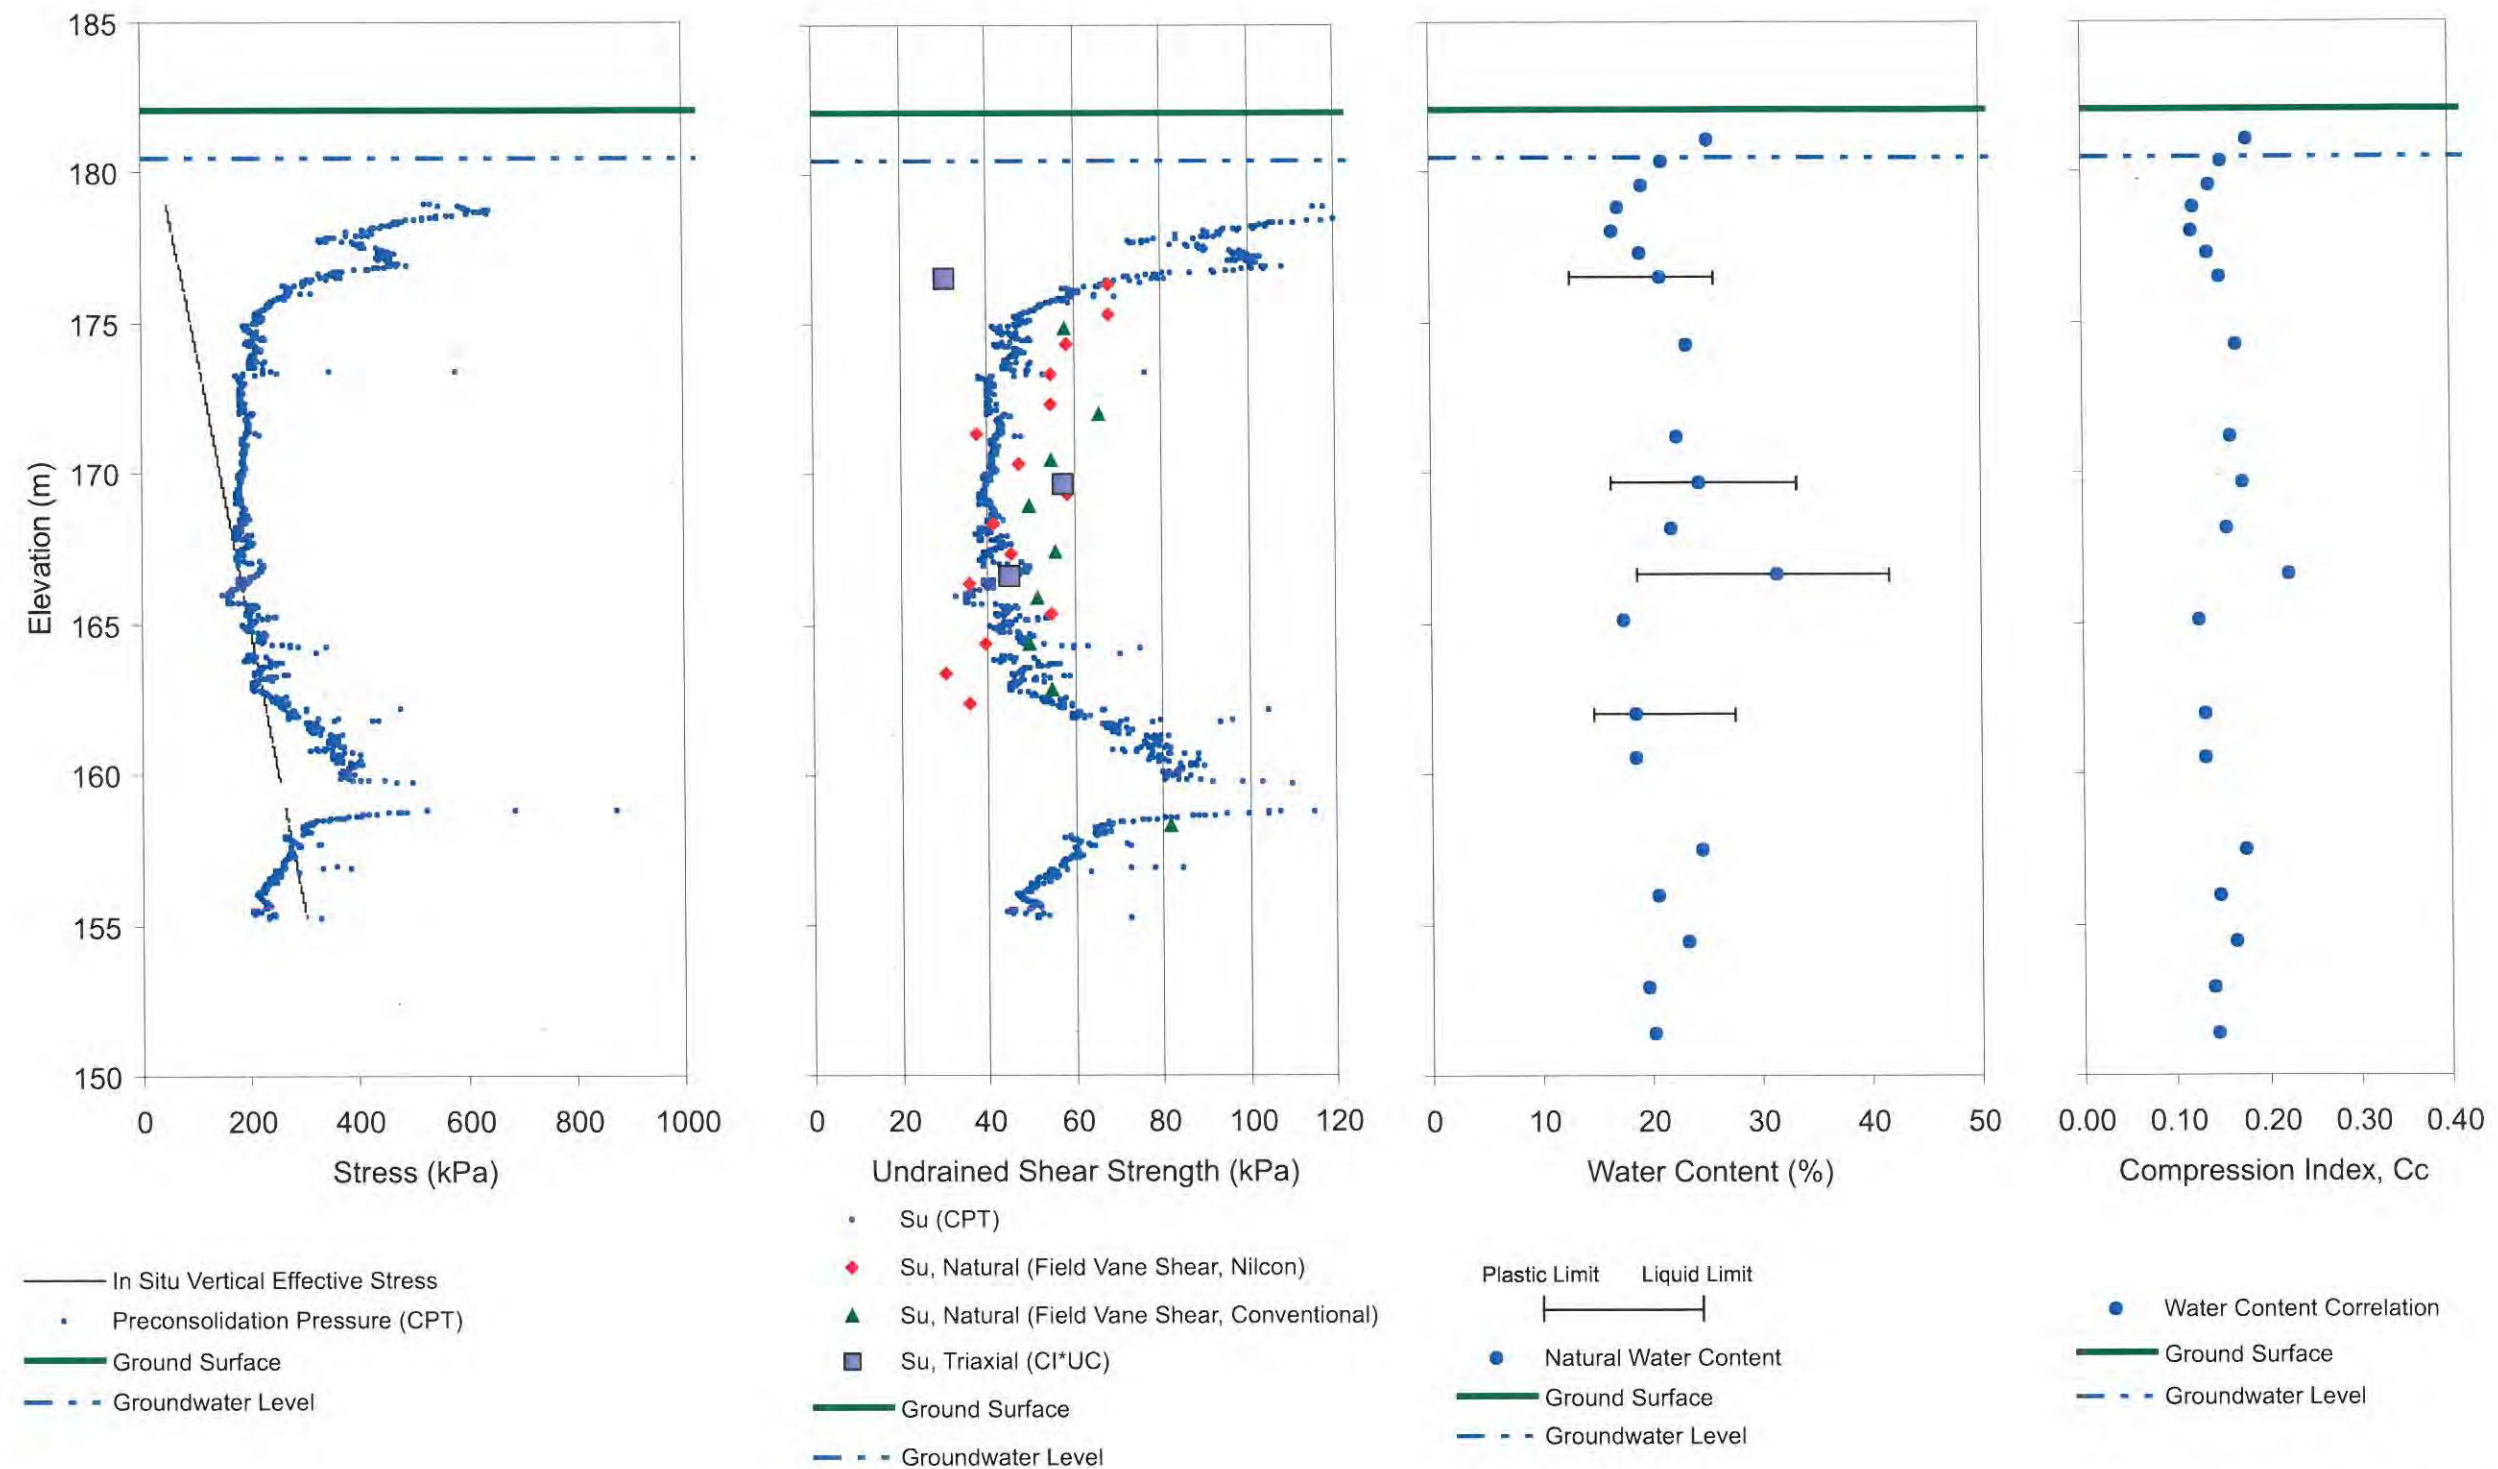 185
180
175
170
165
160
155
150
Elevation (m)
0 200 400 600 800 1000
Stress (kPa)
In Situ Vertical Effective Stress
Preconsolidation Pressure (CPT)
Ground Surface
Groundwater Level
0 20 40 60 80 100 120
Undrained Shear Strength (kPa)
Su (CPT)
Su, Natural (Field Vane Shear, Nilcon)
Su, Natural (Field Vane Shear, Conventional)
Su, Triaxial (CI*UC)
Ground Surface
Groundwater Level
0 10 20 30 40 50
Water Content (%)
Plastic Limit Liquid Limit
Natural Water Content
Ground Surface
Groundwater Level
0.00 0.10 0.20 0.30 0.40
Compression Index, Cc
Water Content Correlation
Ground Surface
Groundwater Level